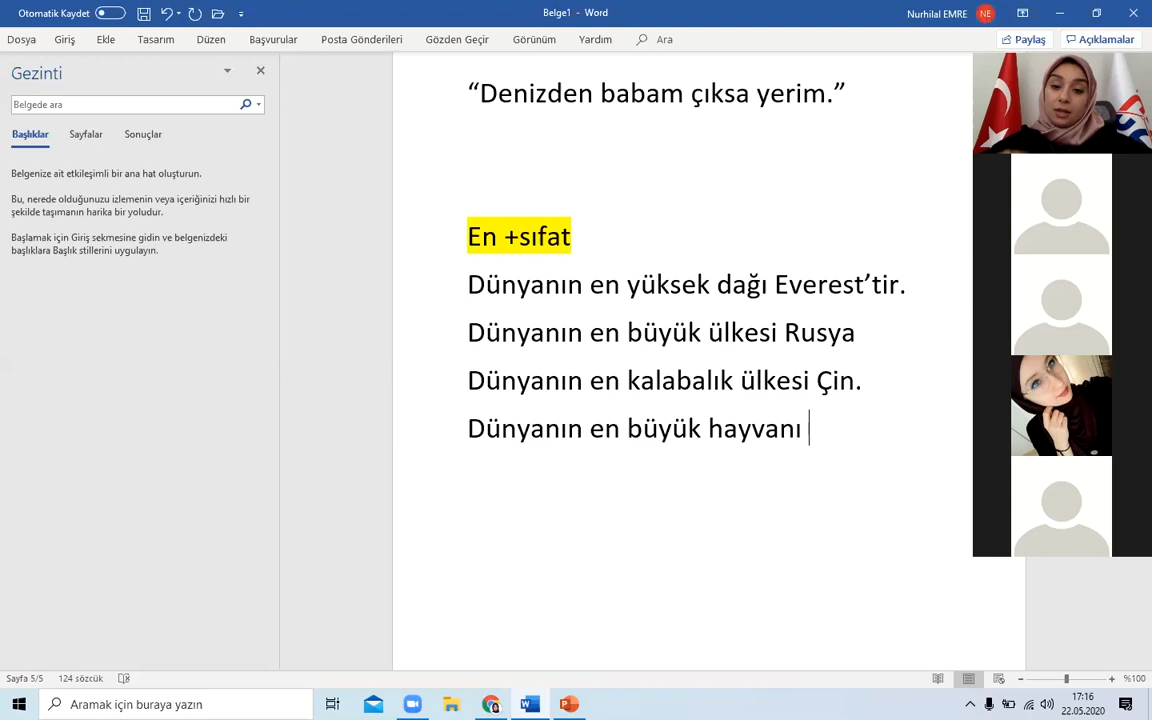 Otomatik Kaydet
Belge1 - Word
Nurhilal EMRE
NE
Dosya
Giriş
Ekle
Tasarım
Düzen
Başvurular
Posta Gönderileri
Gözden Geçir
Görünüm
Yardım
Ara
Paylaş
Açıklamalar
Gezinti
Belgede ara
Başlıklar
Sayfalar
Sonuçlar
Belgenize ait etkileşimli bir ana hat oluşturun.
Bu, nerede olduğunuzu izlemenin veya içeriğinizi hızlı bir
şekilde taşımanın harika bir yoludur.
Başlamak için Giriş sekmesine gidin ve belgenizdeki
başlıklara Başlık stillerini uygulayın.
“Denizden babam çıksa yerim.”
En +sıfat
Dünyanın en yüksek dağı Everest’tir.
Dünyanın en büyük ülkesi Rusya
Dünyanın en kalabalık ülkesi Çin.
Dünyanın en büyük hayvanı
Sayfa 5/5
124 sözcük
%100
Aramak için buraya yazın
17:16
22.05.2020